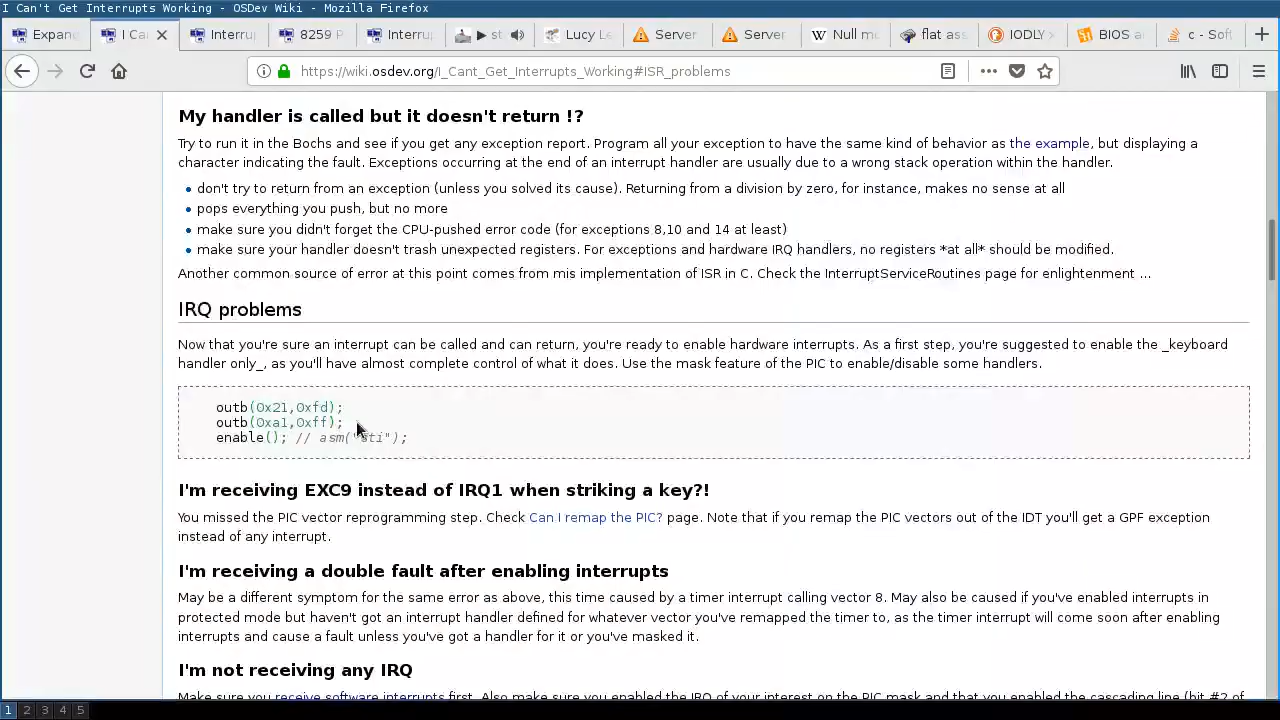 I Can't Get Interrupts Working - OSDev Wiki - Mozilla Firefox
Expan
I Ca
Interru
8259 P
Interru
st
Lucy Le
Server
Server
Null m
flat as
IODLY
BIOS a
c - Sof
https://wiki.osdev.org/I_Cant_Get_Interrupts_Working#ISR_problems
My handler is called but it doesn't return !?
Try to run it in the Bochs and see if you get any exception report. Program all your exception to have the same kind of behavior as the example, but displaying a
character indicating the fault. Exceptions occurring at the end of an interrupt handler are usually due to a wrong stack operation within the handler.
don't try to return from an exception (unless you solved its cause). Returning from a division by zero, for instance, makes no sense at all
pops everything you push, but no more
make sure you didn't forget the CPU-pushed error code (for exceptions 8,10 and 14 at least)
make sure your handler doesn't trash unexpected registers. For exceptions and hardware IRQ handlers, no registers *at all* should be modified.
Another common source of error at this point comes from mis implementation of ISR in C. Check the InterruptServiceRoutines page for enlightenment ...
IRQ problems
Now that you're sure an interrupt can be called and can return, you're ready to enable hardware interrupts. As a first step, you're suggested to enable the _keyboard
handler only_, as you'll have almost complete control of what it does. Use the mask feature of the PIC to enable/disable some handlers.
outb(0x21,0xfd);
outb(0xa1,0xff);
enable(); // asm("sti");
I'm receiving EXC9 instead of IRQ1 when striking a key?!
You missed the PIC vector reprogramming step. Check Can I remap the PIC? page. Note that if you remap the PIC vectors out of the IDT you'll get a GPF exception
instead of any interrupt.
I'm receiving a double fault after enabling interrupts
May be a different symptom for the same error as above, this time caused by a timer interrupt calling vector 8. May also be caused if you've enabled interrupts in
protected mode but haven't got an interrupt handler defined for whatever vector you've remapped the timer to, as the timer interrupt will come soon after enabling
interrupts and cause a fault unless you've got a handler for it or you've masked it.
I'm not receiving any IRQ
Make sure you receive software interrupts first. Also make sure you enabled the IRQ of your interest on the PIC mask and that you enabled the cascading line (bit #2 of
1 2 3 4 5